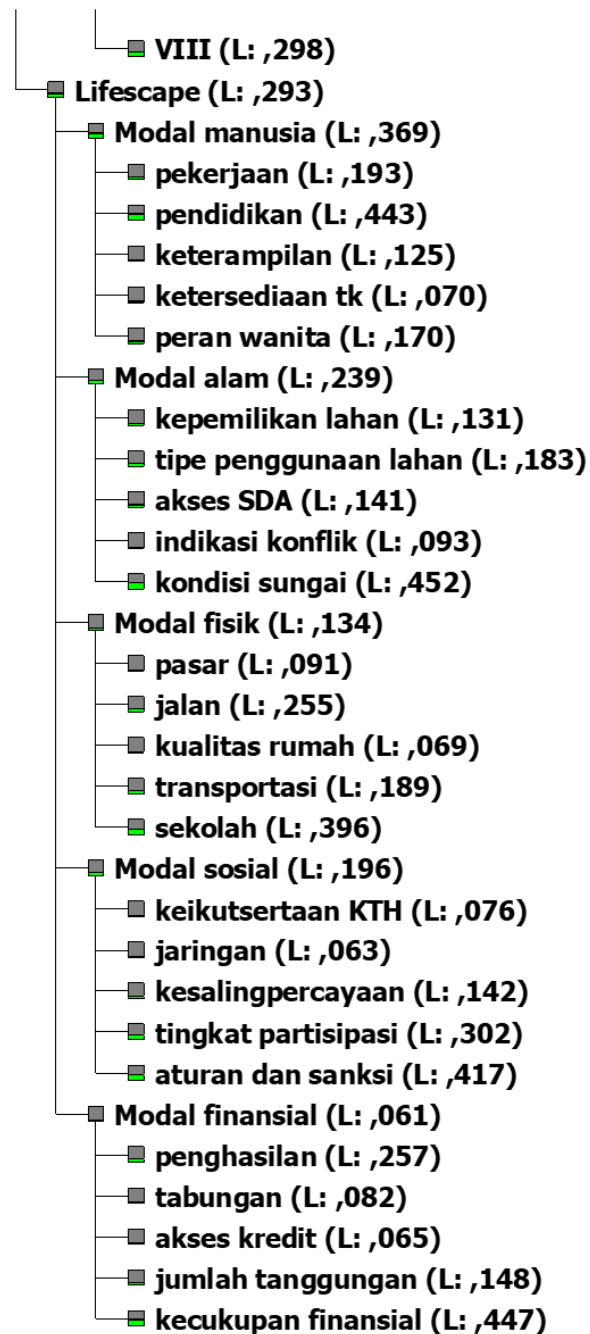 VIII (L: ,298)
Lifescape (L: ,293)
Modal manusia (L: ,369)
pekerjaan (L: ,193)
pendidikan (L: ,443)
keterampilan (L: ,125)
ketersediaan tk (L: ,070)
peran wanita (L: ,170)
Modal alam (L: ,239)
kepemilikan lahan (L: ,131)
tipe penggunaan lahan (L: ,183)
akses SDA (L: ,141)
indikasi konflik (L: ,093)
kondisi sungai (L: ,452)
Modal fisik (L: ,134)
pasar (L: ,091)
jalan (L: ,255)
kualitas rumah (L: ,069)
transportasi (L: ,189)
sekolah (L: ,396)
Modal sosial (L: ,196)
keikutsertaan KTH (L: ,076)
jaringan (L: ,063)
kesalingpercayaan (L: ,142)
tingkat partisipasi (L: ,302)
aturan dan sanksi (L: ,417)
Modal finansial (L: ,061)
penghasilan (L: ,257)
tabungan (L: ,082)
akses kredit (L: ,065)
jumlah tanggungan (L: ,148)
kecukupan finansial (L: ,447)